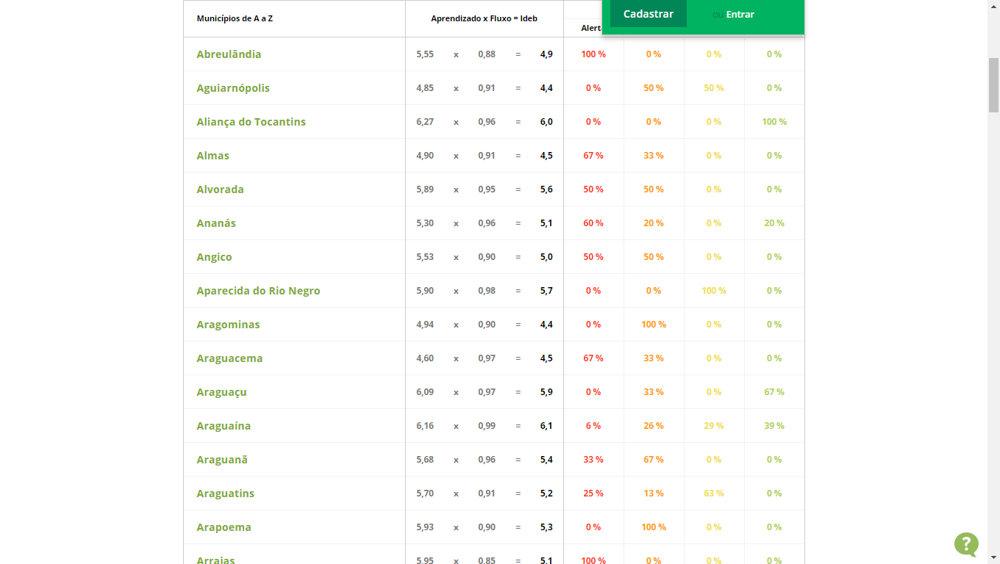 Cadastrar ou Entrar
Municípios de A a Z Aprendizado x Fluxo = Ideb
Abreulândia 5,55 x 0,88 = 4,9 100 % 0 % 0 % 0 %
Aguiarnópolis 4,85 x 0,91 = 4,4 0 % 50 % 50 % 0 %
Aliança do Tocantins 6,27 x 0,96 = 6,0 0 % 0 % 0 % 100 %
Almas 4,90 x 0,91 = 4,5 67 % 33 % 0 % 0 %
Alvorada 5,89 x 0,95 = 5,6 50 % 50 % 0 % 0 %
Ananás 5,30 x 0,96 = 5,1 60 % 20 % 0 % 20 %
Angico 5,53 x 0,90 = 5,0 50 % 50 % 0 % 0 %
Aparecida do Rio Negro 5,90 x 0,98 = 5,7 0 % 0 % 100 % 0 %
Aragominas 4,94 x 0,90 = 4,4 0 % 100 % 0 % 0 %
Araguacema 4,60 x 0,97 = 4,5 67 % 33 % 0 % 0 %
Araguaçu 6,09 x 0,97 = 5,9 0 % 33 % 0 % 67 %
Araguaína 6,16 x 0,99 = 6,1 6 % 26 % 29 % 39 %
Araguanã 5,68 x 0,96 = 5,4 33 % 67 % 0 % 0 %
Araguatins 5,70 x 0,91 = 5,2 25 % 13 % 63 % 0 %
Arapoema 5,93 x 0,90 = 5,3 0 % 100 % 0 % 0 %
Arraias 5,95 x 0,85 = 5,1 100 % 0 % 0 % 0 %
?